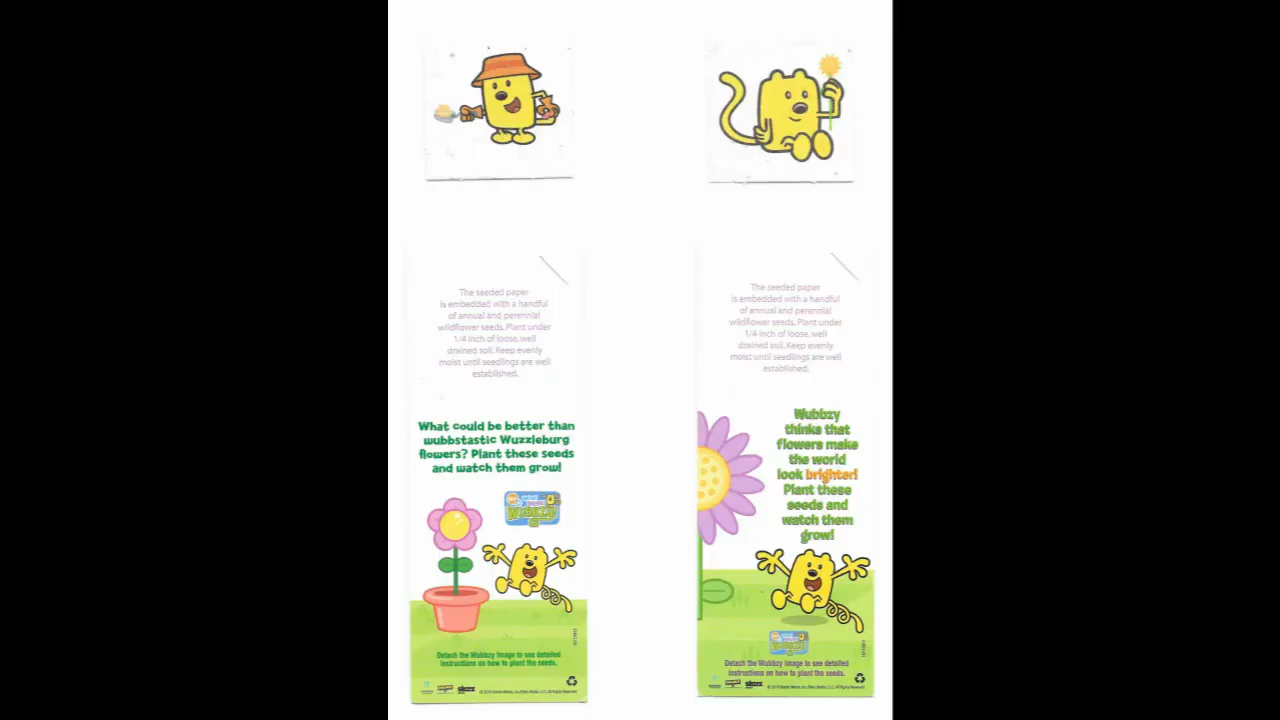 The seeded paper
is embedded with a handful
of annual and perennial
wildflower seeds. Plant under
1/4 inch of loose, well
drained soil. Keep evenly
moist until seedlings are well
established.
What could be better than
wubbstastic Wuzzleburg
flowers? Plant these seeds
and watch them grow!
WUBBZY
Detach the Wubbzy image to see detailed
instructions on how to plant the seeds.
The seeded paper
is embedded with a handful
of annual and perennial
wildflower seeds. Plant under
1/4 inch of loose, well
drained soil. Keep evenly
moist until seedlings are well
established.
Wubbzy
thinks that
flowers make
the world
look brighter!
Plant these
seeds and
watch them
grow!
Detach the Wubbzy image to see detailed
instructions on how to plant the seeds.